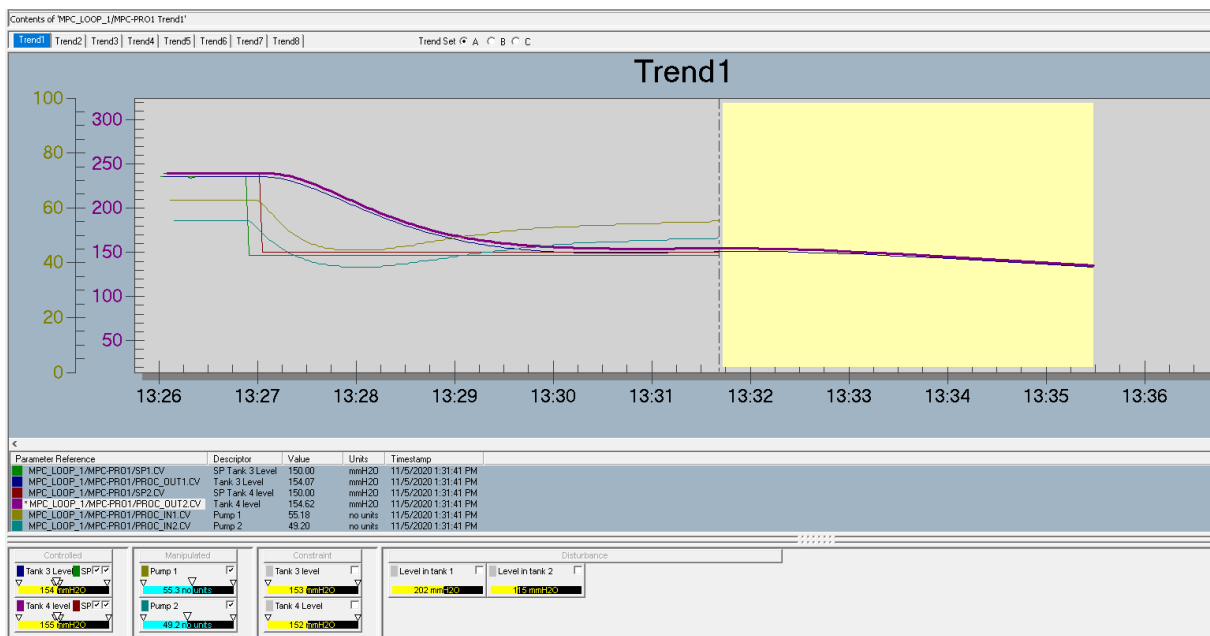 Contents of 'MPC_LOOP_1/MPC-PRO1 Trend1'
Trend1 Trend2 Trend3 Trend4 Trend5 Trend6 Trend7 Trend8 Trend Set A B C
Trend1
100
80
60
40
20
0
300
250
200
150
100
50
13:26 13:27 13:28 13:29 13:30 13:31 13:32 13:33 13:34 13:35 13:36
Parameter Reference Descriptor Value Units Timestamp
MPC_LOOP_1/MPC-PRO1/SP1.CV SP Tank 3 Level 150.00 mmH2O 11/5/2020 1:31:41 PM
MPC_LOOP_1/MPC-PRO1/PROC_OUT1.CV Tank 3 Level 154.07 mmH2O 11/5/2020 1:31:41 PM
MPC_LOOP_1/MPC-PRO1/SP2.CV SP Tank 4 level 150.00 mmH2O 11/5/2020 1:31:41 PM
* MPC_LOOP_1/MPC-PRO1/PROC_OUT2.CV Tank 4 level 154.62 mmH2O 11/5/2020 1:31:41 PM
MPC_LOOP_1/MPC-PRO1/PROC_IN1.CV Pump 1 55.18 no units 11/5/2020 1:31:41 PM
MPC_LOOP_1/MPC-PRO1/PROC_IN2.CV Pump 2 49.20 no units 11/5/2020 1:31:41 PM
Controlled Manipulated Constraint Disturbance
Tank 3 Level SP Pump 1 Tank 3 level Level in tank 1 Level in tank 2
154 mmH2O 55.3 no units 153 mmH2O 202 mmH2O 115 mmH2O
Tank 4 level SP Pump 2 Tank 4 Level
155 mmH2O 49.2 no units 152 mmH2O